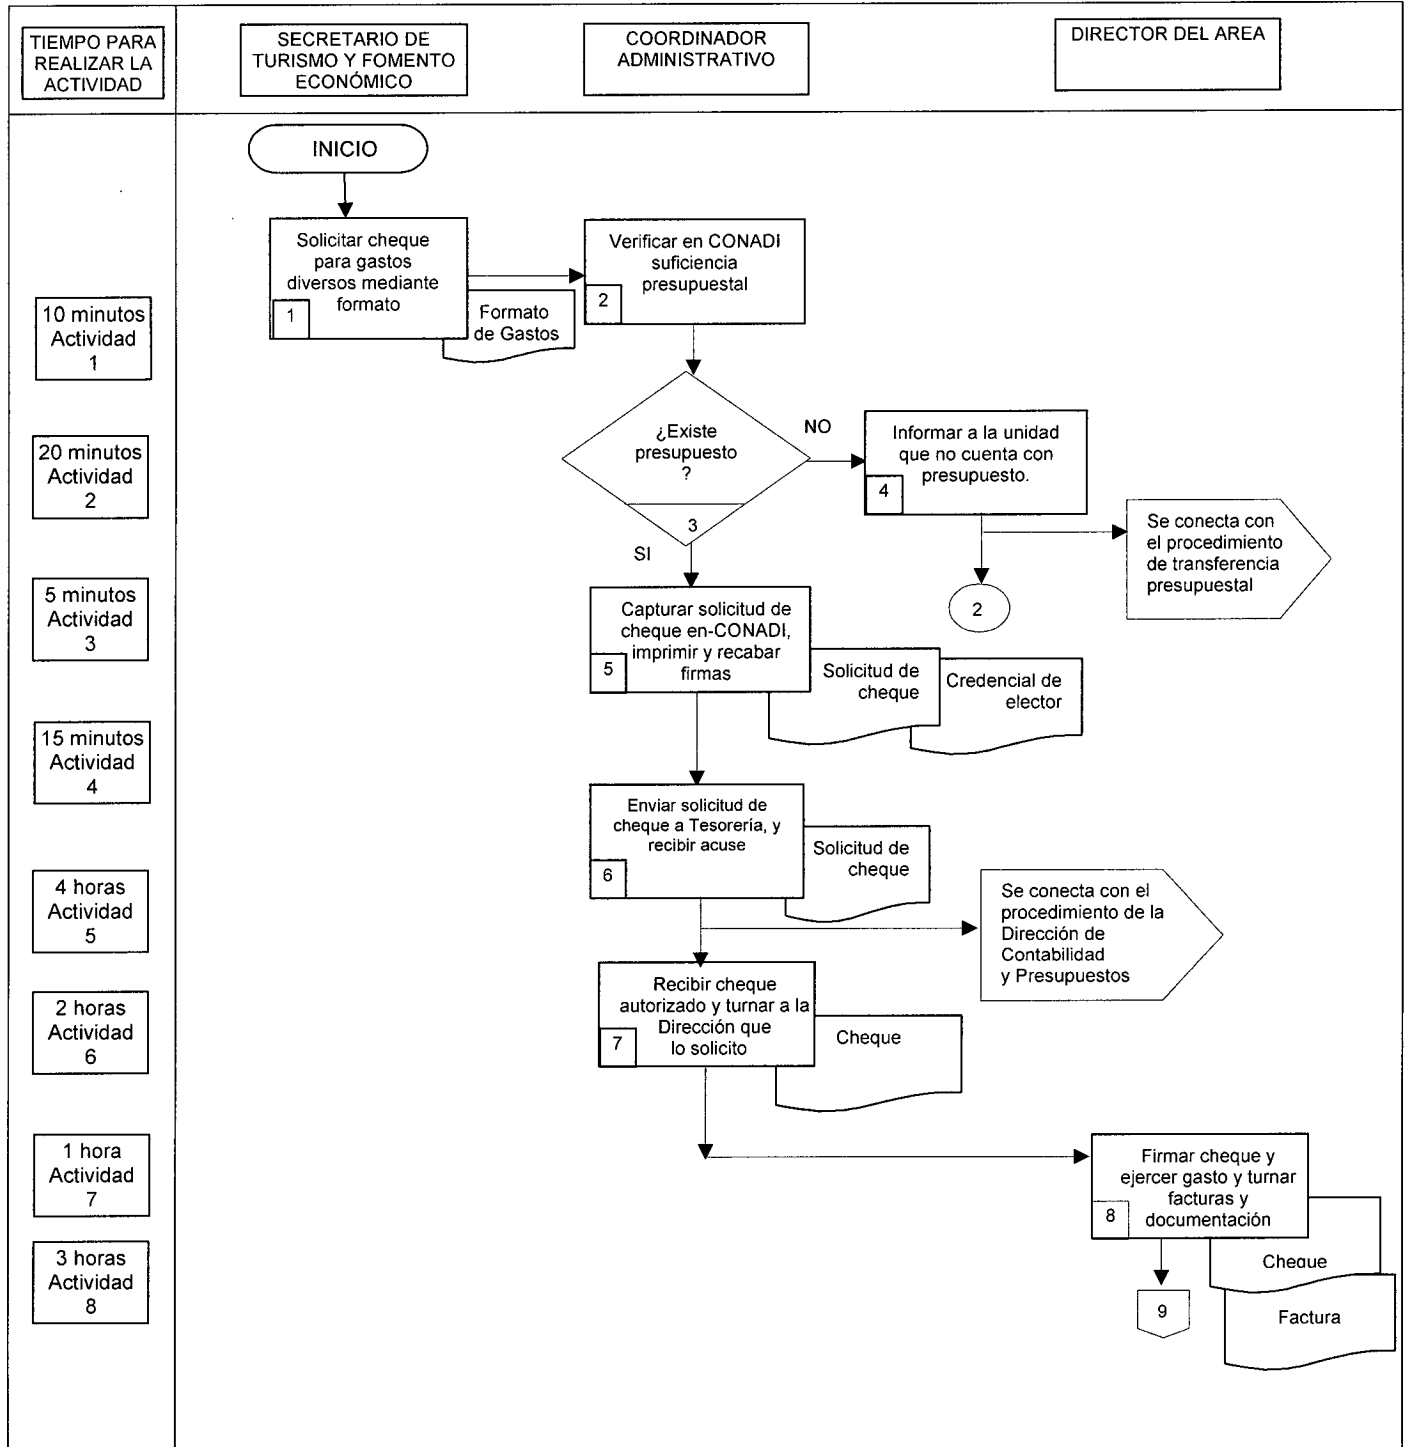 TIEMPO PARA
REALIZAR LA
ACTIVIDAD
SECRETARIO DE
TURISMO Y FOMENTO
ECONÓMICO
COORDINADOR
ADMINISTRATIVO
DIRECTOR DEL AREA
INICIO
Solicitar cheque
para gastos
diversos mediante
formato
1
Formato
de Gastos
Verificar en CONADI
suficiencia
presupuestal
2
10 minutos
Actividad
1
¿Existe
presupuesto
?
3
NO
SI
Informar a la unidad
que no cuenta con
presupuesto.
4
20 minutos
Actividad
2
Se conecta con
el procedimiento
de transferencia
presupuestal
2
5 minutos
Actividad
3
Capturar solicitud de
cheque en-CONADI,
imprimir y recabar
firmas
5
Solicitud de
cheque
Credencial de
elector
15 minutos
Actividad
4
Enviar solicitud de
cheque a Tesorería, y
recibir acuse
6
Solicitud de
cheque
4 horas
Actividad
5
Se conecta con el
procedimiento de la
Dirección de
Contabilidad
y Presupuestos
Recibir cheque
autorizado y turnar a la
Dirección que
lo solicito
7
Cheque
2 horas
Actividad
6
1 hora
Actividad
7
Firmar cheque y
ejercer gasto y turnar
facturas y
documentación
8
Cheque
Factura
9
3 horas
Actividad
8